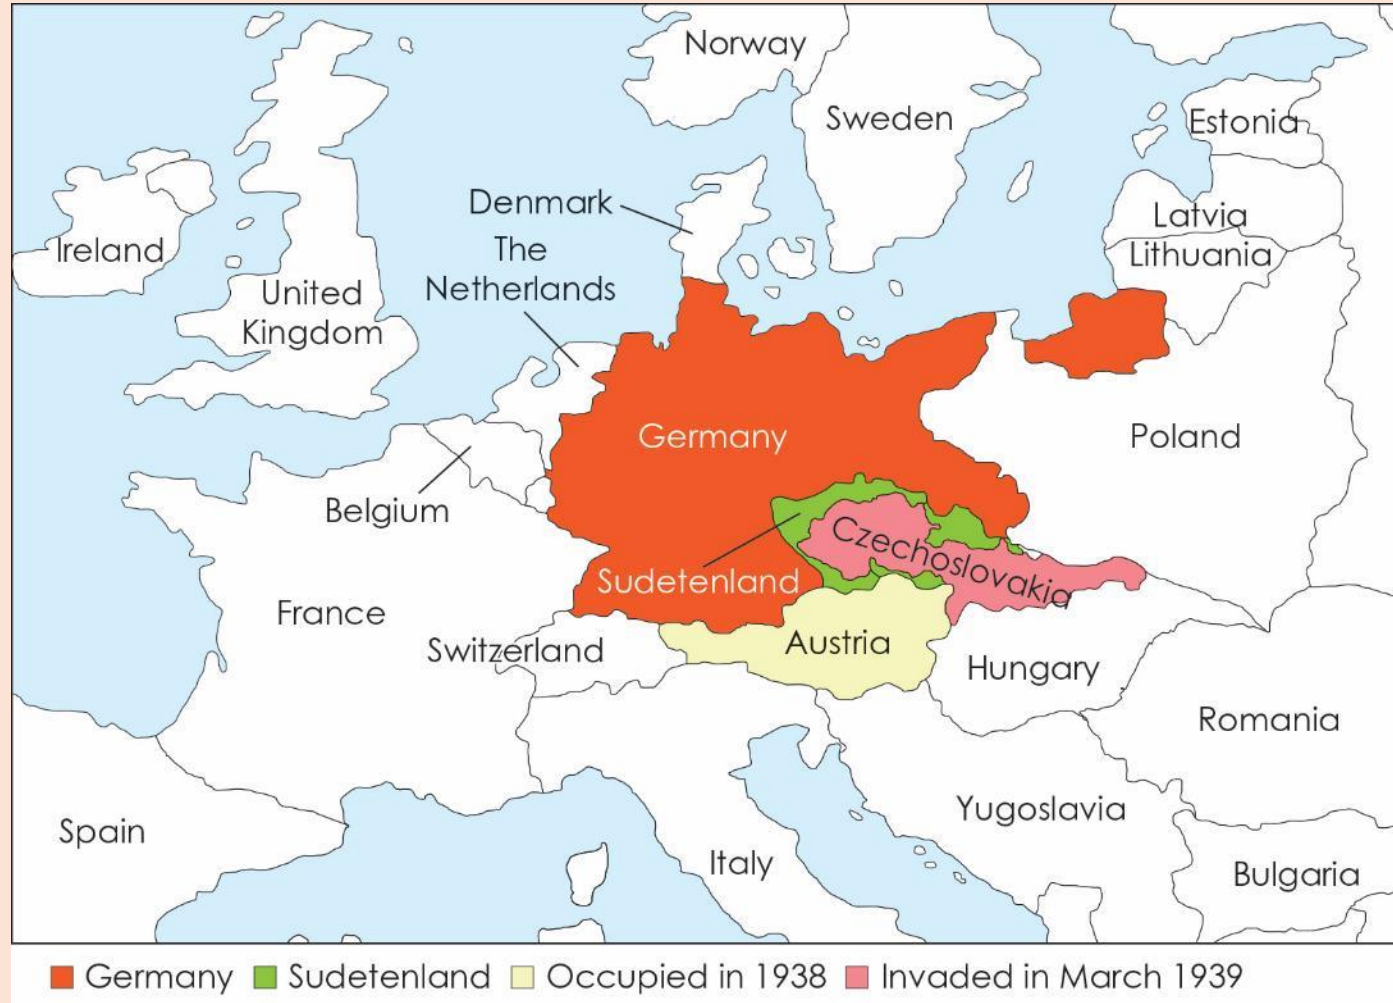 Norway
Sweden
Estonia
Denmark
Latvia
The
Netherlands
Ireland
Lithuania
United
Kingdom
Germany
Poland
Belgium
Czechoslovakia
Sudetenland
France
Switzerland
Austria
Hungary
Romania
Yugoslavia
Spain
Italy
Bulgaria
Germany Sudetenland Occupied in 1938 Invaded in March 1939